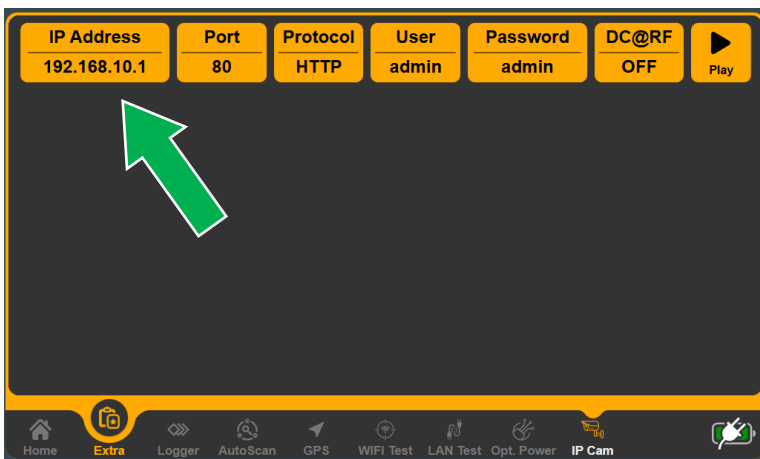 IP Address Port Protocol User Password DC@RF
192.168.10.1 80 HTTP admin admin OFF Play
Home Extra Logger AutoScan GPS WIFI Test LAN Test Opt. Power IP Cam